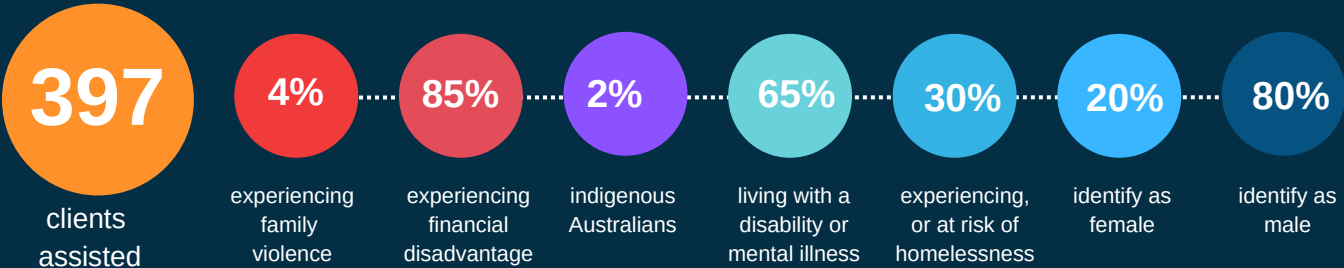 397
clients
assisted
4%
experiencing
family
violence
85%
experiencing
financial
disadvantage
2%
indigenous
Australians
65%
living with a
disability or
mental illness
30%
experiencing,
or at risk of
homelessness
20%
identify as
female
80%
identify as
male